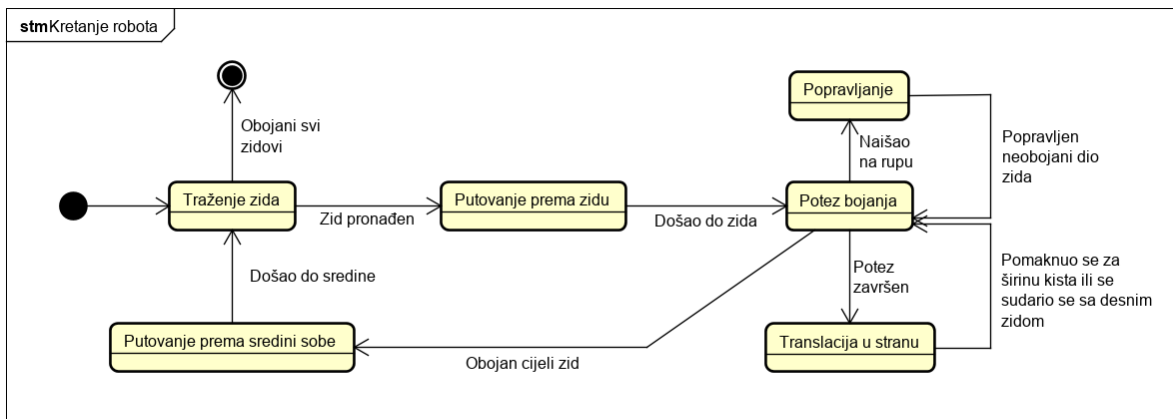 stmKretanje robota
Popravljanje
Obojani svi
zidovi
Naišao
na rupu
Popravljen
neobojani dio
zida
Traženje zida
Zid pronađen
Putovanje prema zidu
Došao do zida
Potez bojanja
Došao do sredine
Potez
završen
Pomaknuo se za
širinu kista ili se
sudario se sa desnim
zidom
Putovanje prema sredini sobe
Obojan cijeli zid
Translacija u stranu